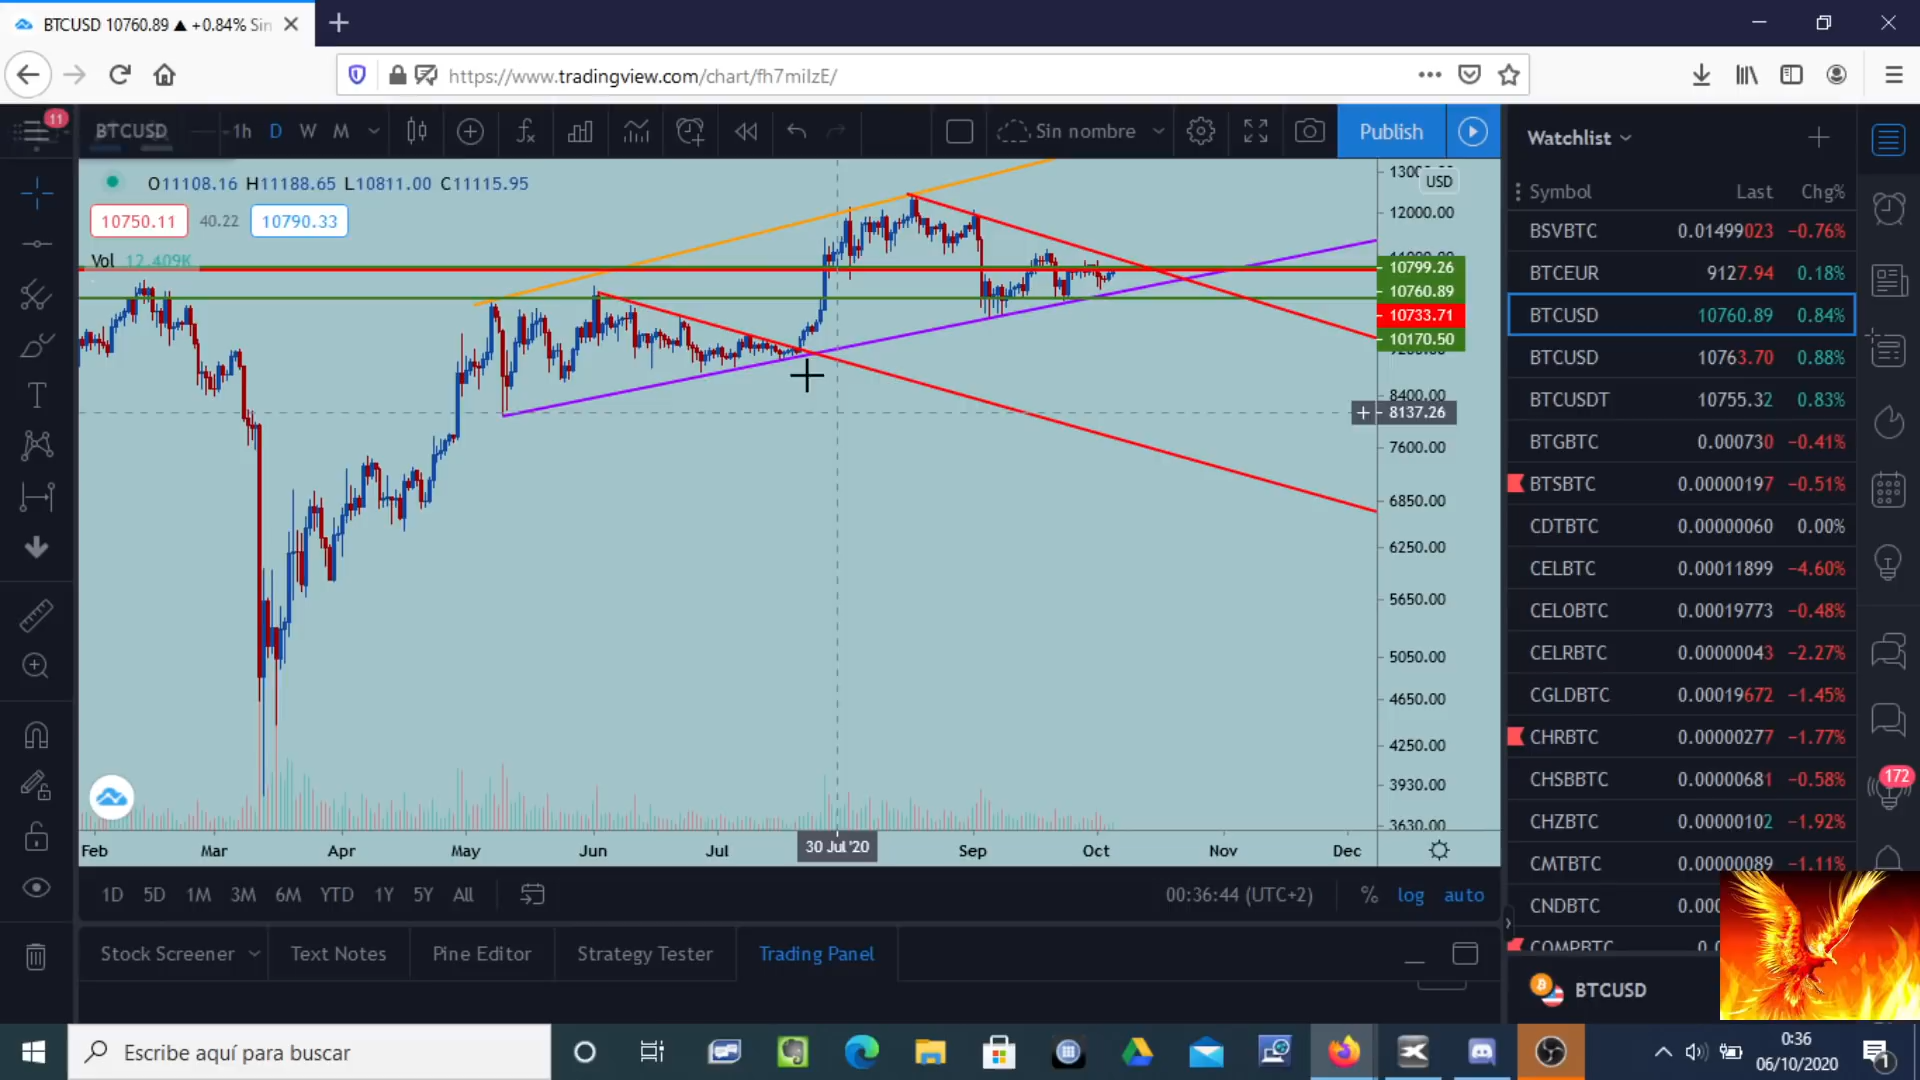 BTCUSD 10760.89 ▲ +0.84% Sin
https://www.tradingview.com/chart/fh7miIzE/
11
BTCUSD 1h D W M Sin nombre Publish
O11108.16 H11188.65 L10811.00 C11115.95
10750.11 40.22 10790.33
Vol 12.409K
USD
12000.00
10799.26
10760.89
10733.71
10170.50
8400.00
8137.26
7600.00
6850.00
6250.00
5650.00
5050.00
4650.00
4250.00
3930.00
3630.00
Feb Mar Apr May Jun Jul 30 Jul '20 Sep Oct Nov Dec
1D 5D 1M 3M 6M YTD 1Y 5Y All 00:36:44 (UTC+2) % log auto
Stock Screener Text Notes Pine Editor Strategy Tester Trading Panel
Watchlist
Symbol Last Chg%
BSVBTC 0.01499023 −0.76%
BTCEUR 9127.94 0.18%
BTCUSD 10760.89 0.84%
BTCUSD 10763.70 0.88%
BTCUSDT 10755.32 0.83%
BTGBTC 0.000730 −0.41%
BTSBTC 0.00000197 −0.51%
CDTBTC 0.00000060 0.00%
CELBTC 0.00011899 −4.60%
CELOBTC 0.00019773 −0.48%
CELRBTC 0.00000043 −2.27%
CGLDBTC 0.00019672 −1.45%
CHRBTC 0.00000277 −1.77%
CHSBBTC 0.00000681 −0.58%
CHZBTC 0.00000102 −1.92%
CMTBTC 0.00000089 −1.11%
CNDBTC 0.00
COMPBTC
BTCUSD
172
Escribe aquí para buscar
0:36
06/10/2020
1